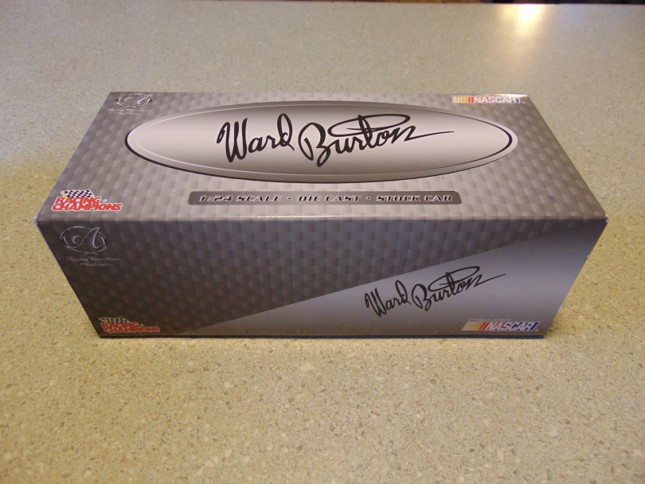 NASCAR
Ward Burton
RACING
CHAMPIONS
1:24 SCALE • DIE CAST • STOCK CAR
A
Ward Burton
RACING
CHAMPIONS
NASCAR